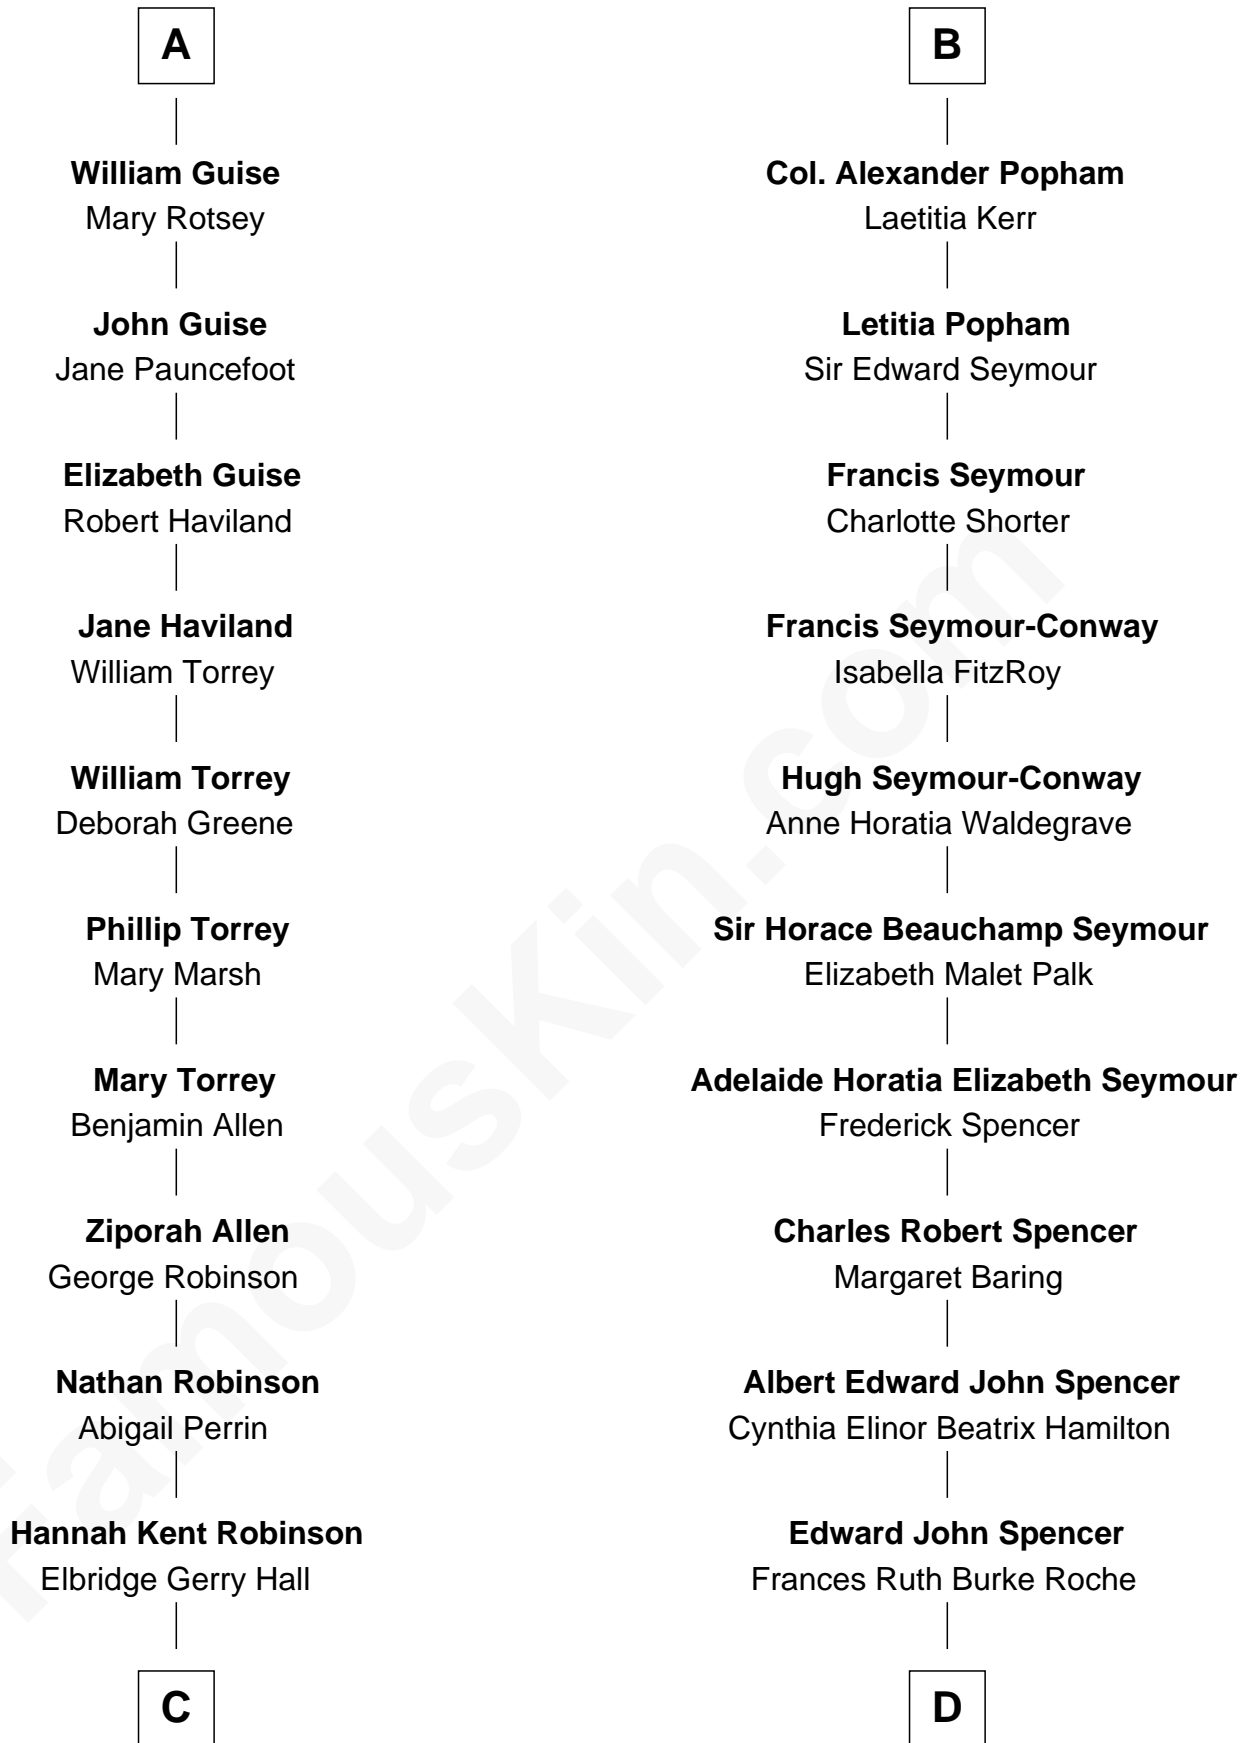 A
William Guise
Mary Rotsey
John Guise
Jane Pauncefoot
Elizabeth Guise
Robert Haviland
Jane Haviland
William Torrey
William Torrey
Deborah Greene
Phillip Torrey
Mary Marsh
Mary Torrey
Benjamin Allen
Ziporah Allen
George Robinson
Nathan Robinson
Abigail Perrin
Hannah Kent Robinson
Elbridge Gerry Hall
C
B
Col. Alexander Popham
Laetitia Kerr
Letitia Popham
Sir Edward Seymour
Francis Seymour
Charlotte Shorter
Francis Seymour-Conway
Isabella FitzRoy
Hugh Seymour-Conway
Anne Horatia Waldegrave
Sir Horace Beauchamp Seymour
Elizabeth Malet Palk
Adelaide Horatia Elizabeth Seymour
Frederick Spencer
Charles Robert Spencer
Margaret Baring
Albert Edward John Spencer
Cynthia Elinor Beatrix Hamilton
Edward John Spencer
Frances Ruth Burke Roche
D
FamousKin.com